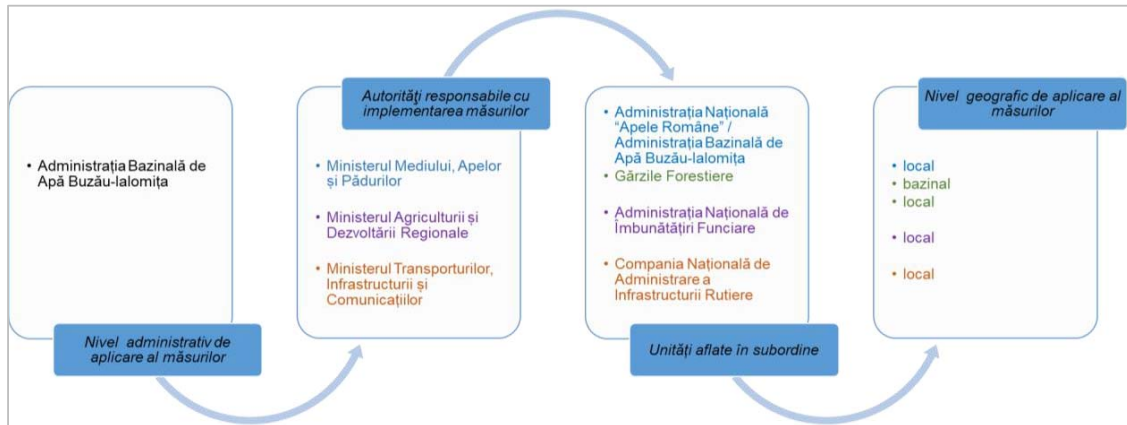 • Administrația Bazinală de
Apă Buzău-Ialomița
Nivel administrativ de
aplicare al măsurilor
Autorităţi responsabile cu
implementarea măsurilor
• Ministerul Mediului, Apelor
și Pădurilor
• Ministerul Agriculturii și
Dezvoltării Regionale
• Ministerul Transporturilor,
Infrastructurii și
Comunicațiilor
• Administrația Națională
“Apele Române” /
Administrația Bazinală de
Apă Buzău-Ialomița
• Gărzile Forestiere
• Administrația Națională de
Îmbunătățiri Funciare
• Compania Națională de
Administrare a
Infrastructurii Rutiere
Unități aflate în subordine
Nivel geografic de aplicare al
măsurilor
• local
• bazinal
• local
• local
• local